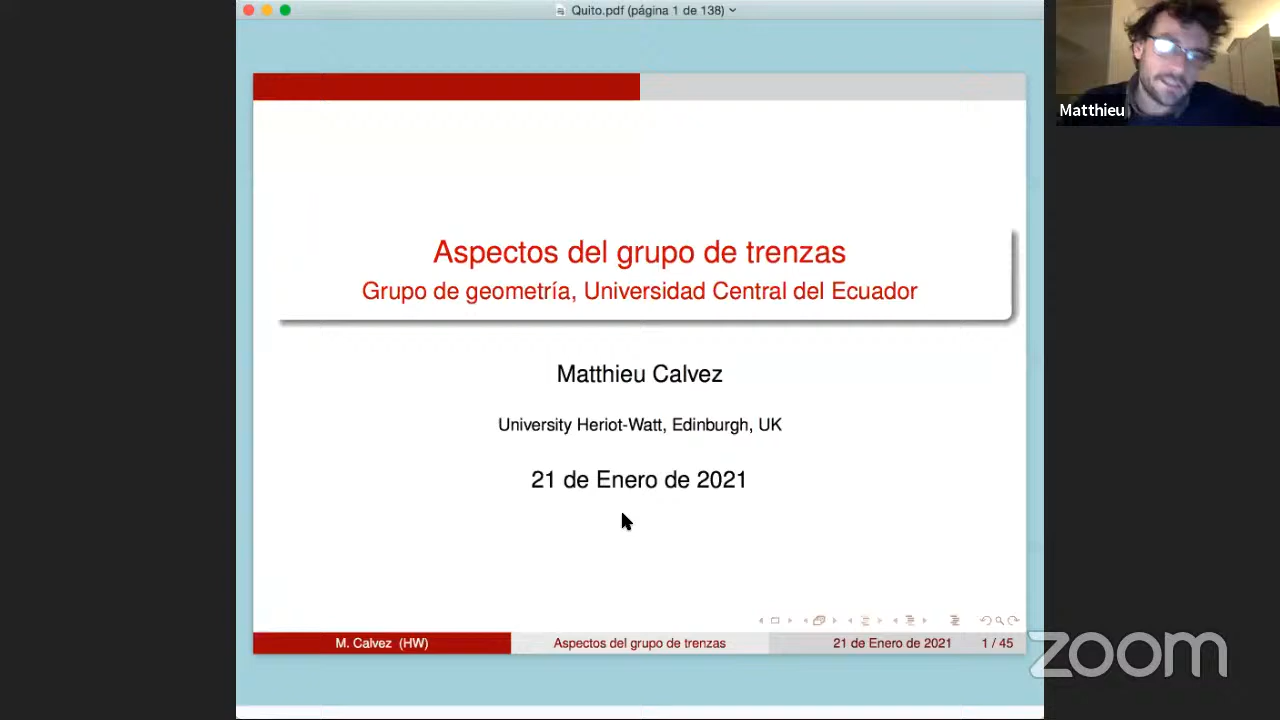 Quito.pdf (página 1 de 138)
Matthieu
Aspectos del grupo de trenzas
Grupo de geometría, Universidad Central del Ecuador
Matthieu Calvez
University Heriot-Watt, Edinburgh, UK
21 de Enero de 2021
M. Calvez (HW) Aspectos del grupo de trenzas 21 de Enero de 2021 1 / 45
zoom